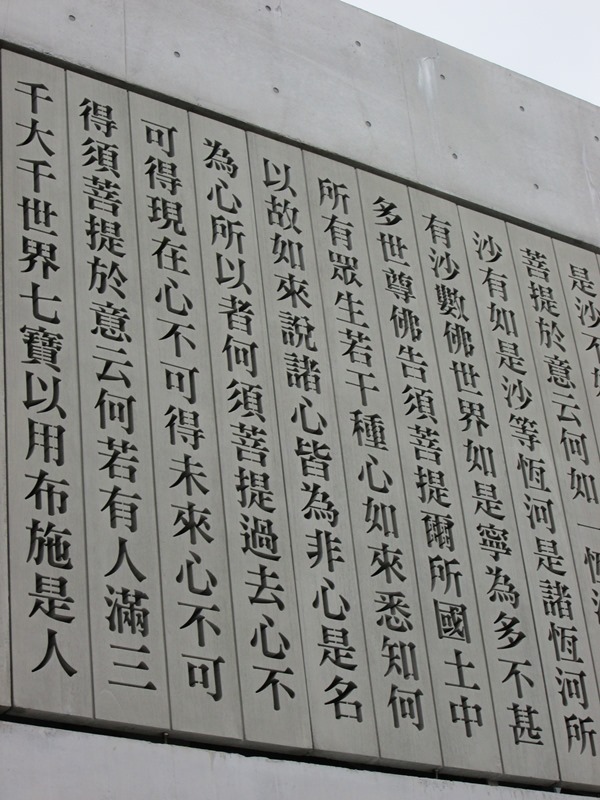 是沙不
菩提於意云何如一恆
沙有如是沙等恆河是諸恆河所
有沙數佛世界如是寧為多不甚
多世尊佛告須菩提爾所國土中
所有眾生若干種心如來悉知何
以故如來說諸心皆為非心是名
為心所以者何須菩提過去心不
可得現在心不可得未來心不可
得須菩提於意云何若有人滿三
千大千世界七寶以用布施是人